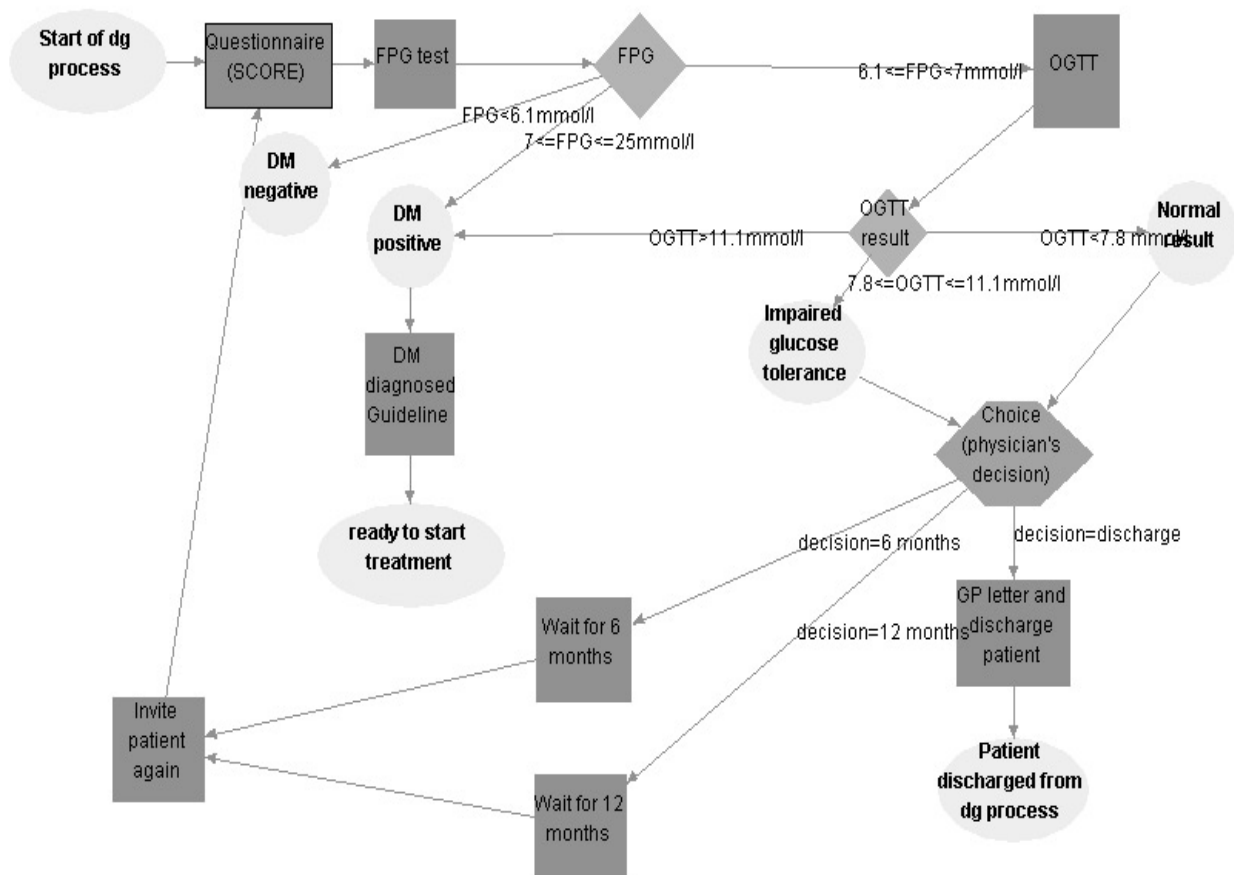 Start of dg
process
Questionnaire
(SCORE)
FPG test
FPG
6.1<=FPG<7mmol/l
OGTT
FPG<6.1mmol/l
7<=FPG<=25mmol/l
DM
negative
DM
positive
OGTT>11.1mmol/l
OGTT
result
OGTT<7.8 mmol/l
Normal
result
7.8<=OGTT<=11.1mmol/l
Impaired
glucose
tolerance
DM
diagnosed
Guideline
Choice
(physician's
decision)
ready to start
treatment
decision=6 months
decision=discharge
decision=12 months
GP letter and
discharge
patient
Wait for 6
months
Invite
patient
again
Wait for 12
months
Patient
discharged from
dg process